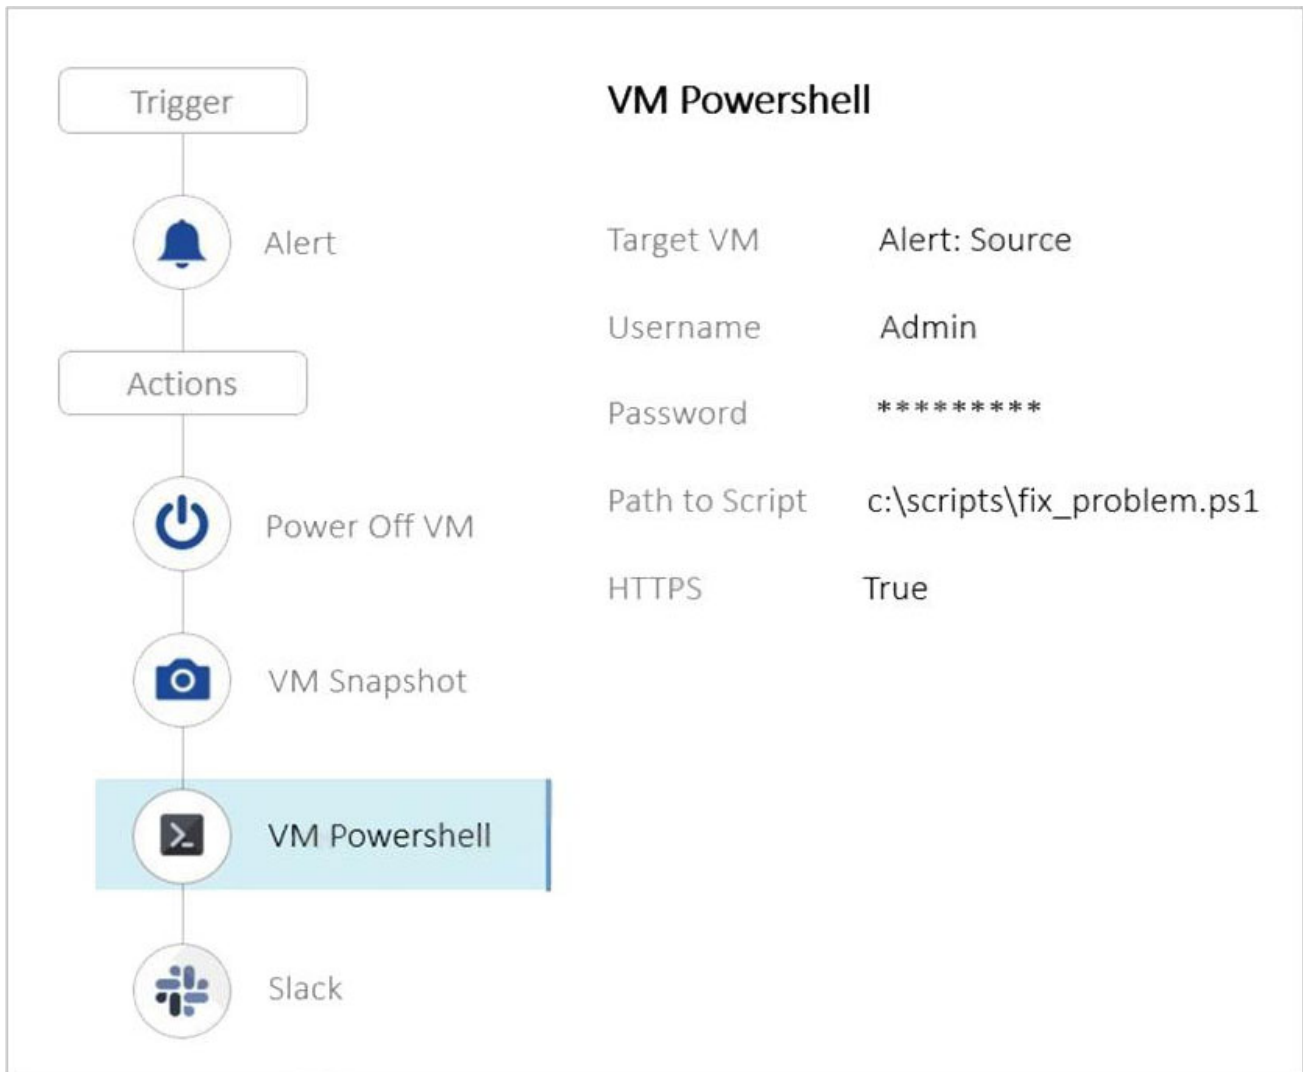 Trigger
Alert
Actions
Power Off VM
VM Snapshot
VM Powershell
Slack
VM Powershell
Target VM Alert: Source
Username Admin
Password *********
Path to Script c:\scripts\fix_problem.ps1
HTTPS True